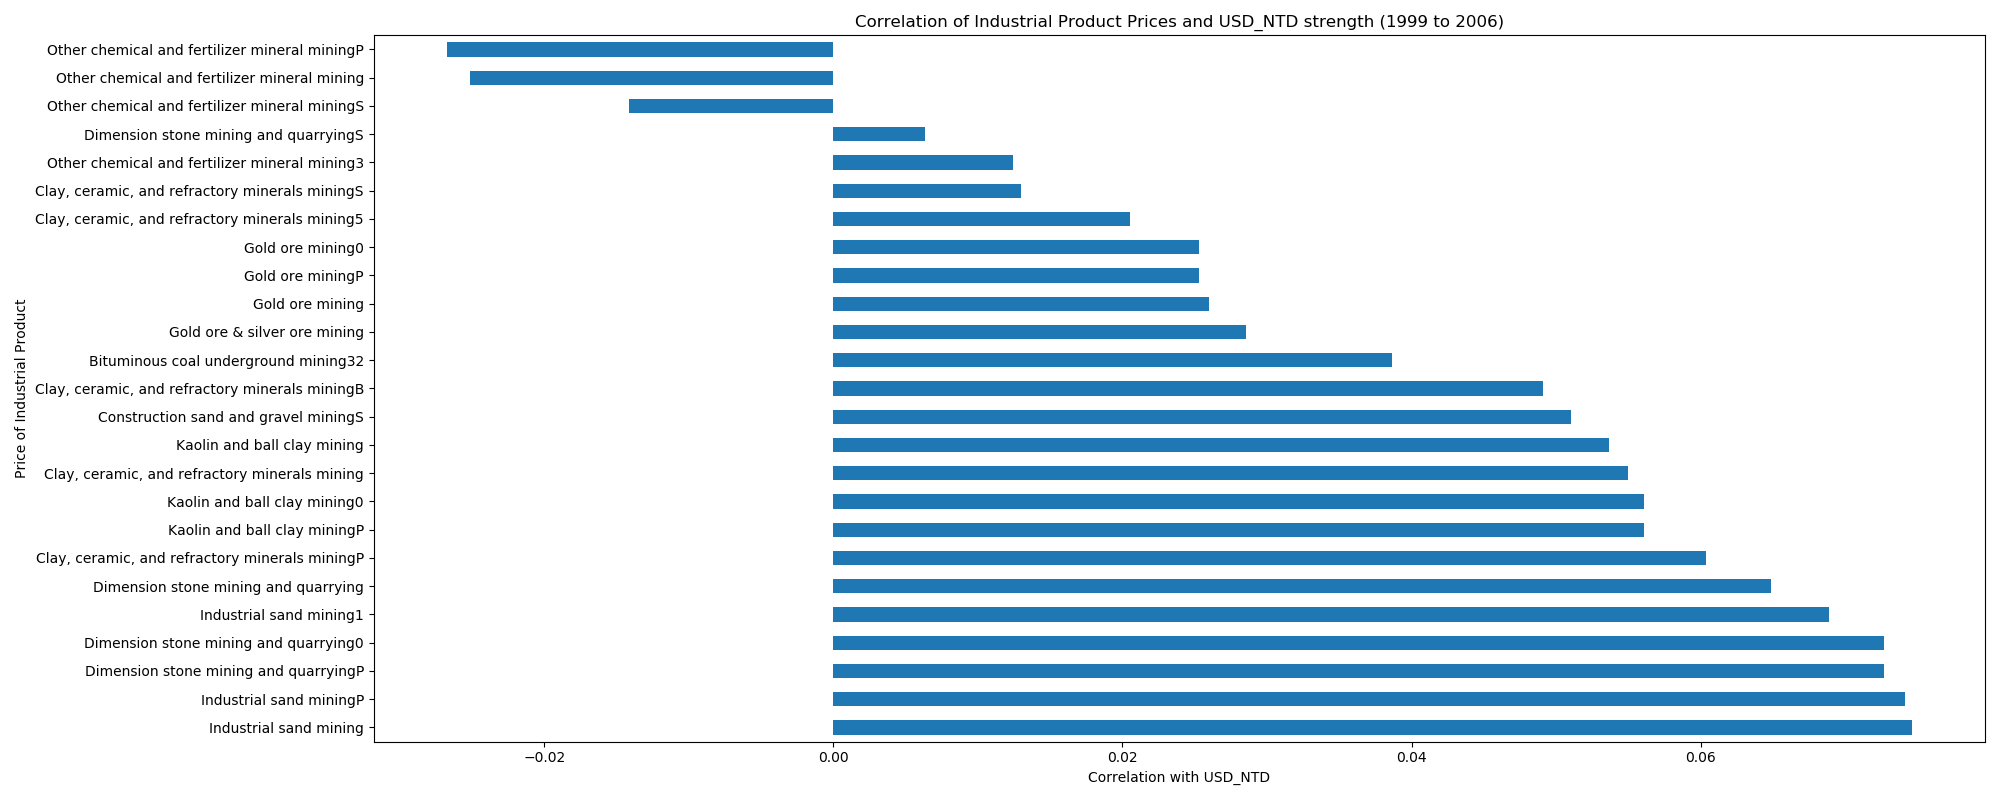 Correlation of Industrial Product Prices and USD_NTD strength (1999 to 2006)
Price of Industrial Product
Other chemical and fertilizer mineral miningP
Other chemical and fertilizer mineral mining
Other chemical and fertilizer mineral miningS
Dimension stone mining and quarryingS
Other chemical and fertilizer mineral mining3
Clay, ceramic, and refractory minerals miningS
Clay, ceramic, and refractory minerals mining5
Gold ore mining0
Gold ore miningP
Gold ore mining
Gold ore & silver ore mining
Bituminous coal underground mining32
Clay, ceramic, and refractory minerals miningB
Construction sand and gravel miningS
Kaolin and ball clay mining
Clay, ceramic, and refractory minerals mining
Kaolin and ball clay mining0
Kaolin and ball clay miningP
Clay, ceramic, and refractory minerals miningP
Dimension stone mining and quarrying
Industrial sand mining1
Dimension stone mining and quarrying0
Dimension stone mining and quarryingP
Industrial sand miningP
Industrial sand mining
−0.02 0.00 0.02 0.04 0.06
Correlation with USD_NTD